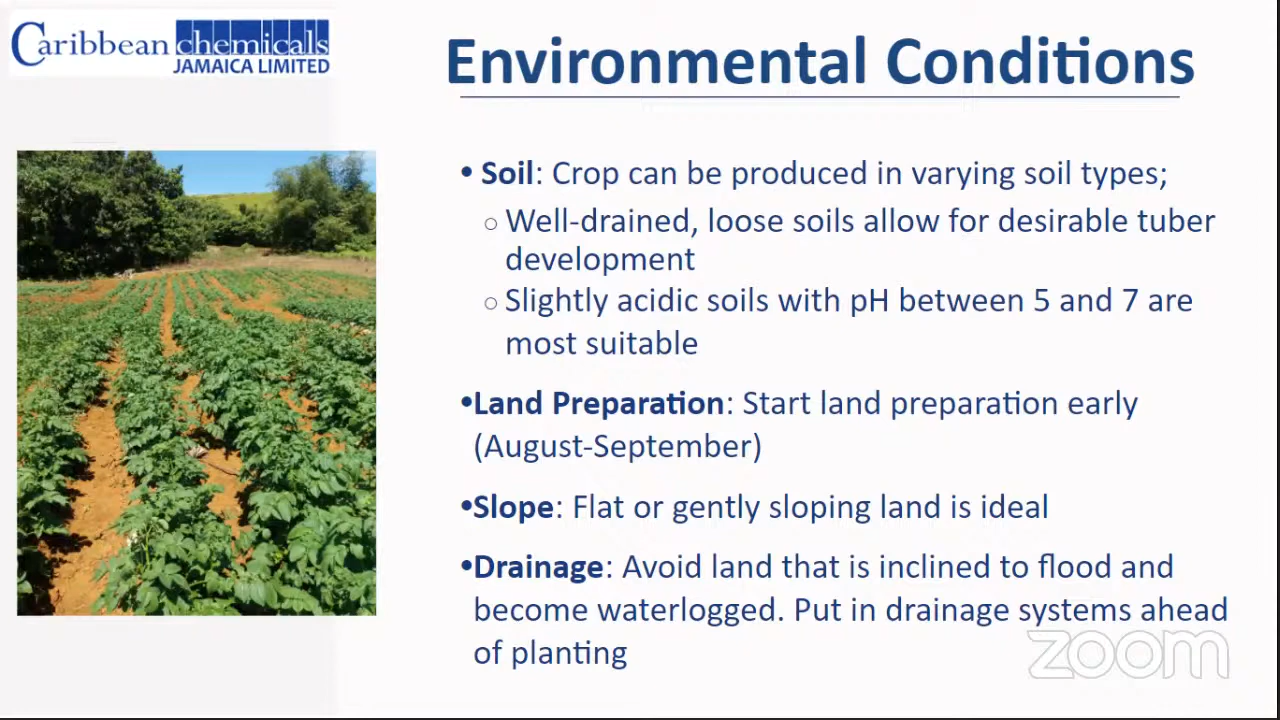 Caribbean chemicals
JAMAICA LIMITED
Environmental Conditions
• Soil: Crop can be produced in varying soil types;
○ Well-drained, loose soils allow for desirable tuber
development
○ Slightly acidic soils with pH between 5 and 7 are
most suitable
•Land Preparation: Start land preparation early
(August-September)
•Slope: Flat or gently sloping land is ideal
•Drainage: Avoid land that is inclined to flood and
become waterlogged. Put in drainage systems ahead
of planting
zoom